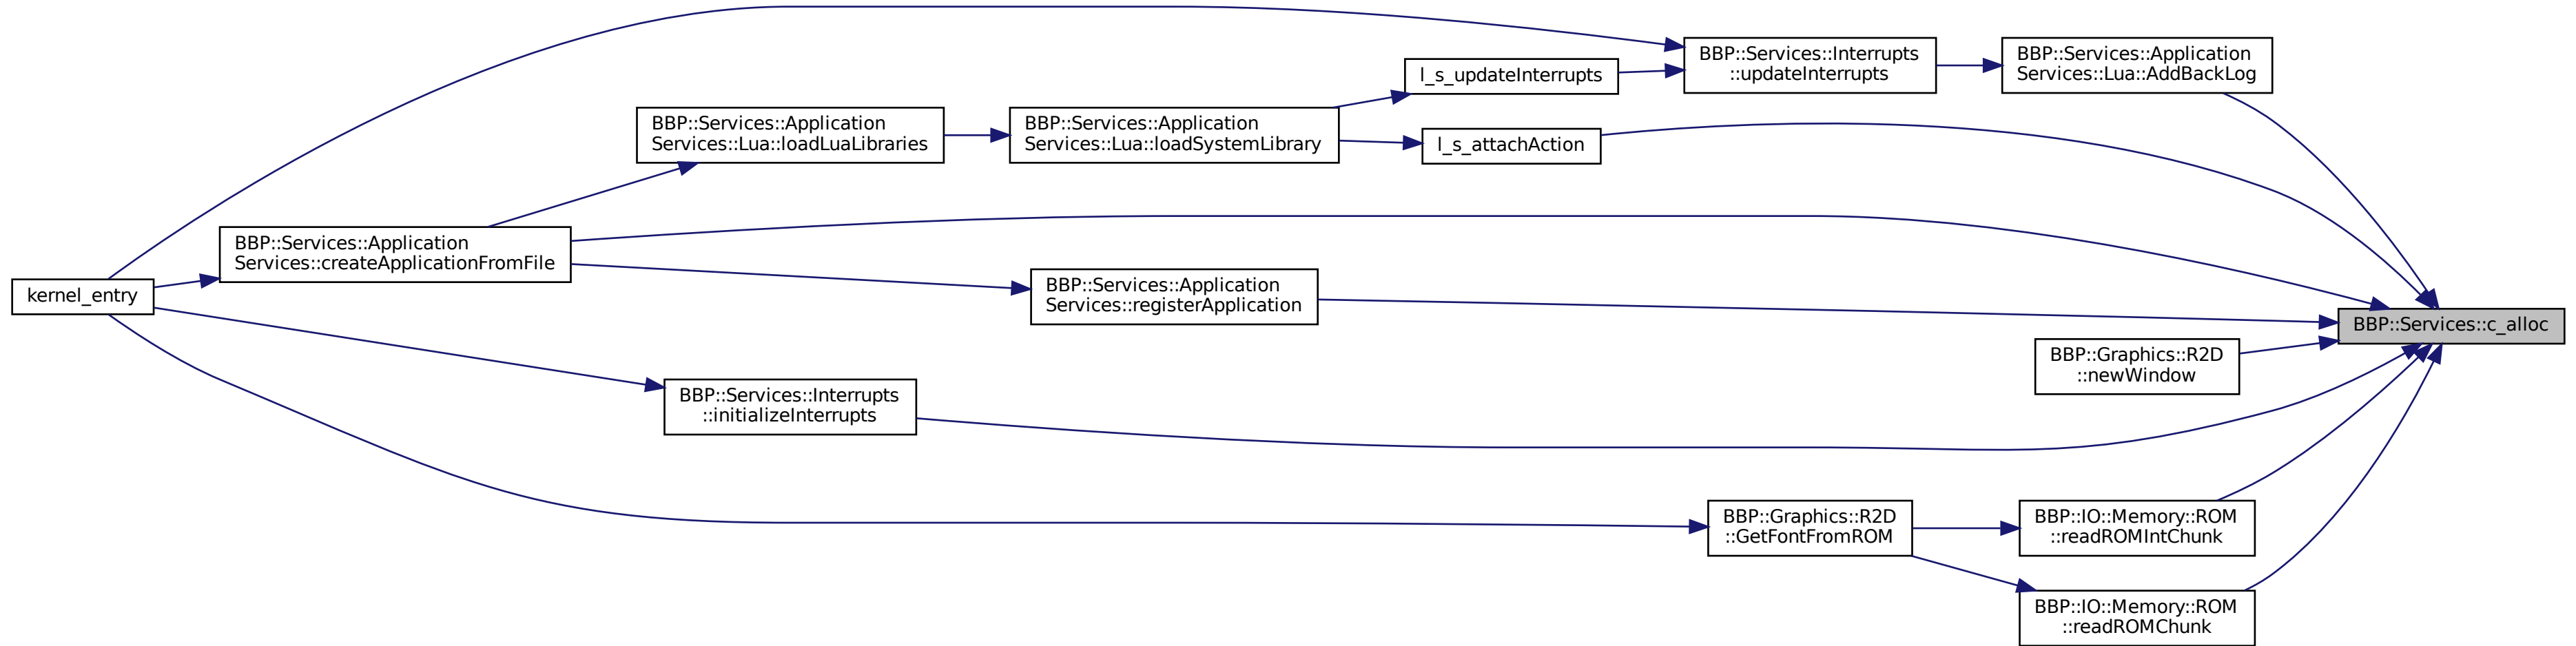 BBP::Services::Interrupts
::updateInterrupts
BBP::Services::Application
Services::Lua::AddBackLog
l_s_updateInterrupts
BBP::Services::Application
Services::Lua::loadLuaLibraries
BBP::Services::Application
Services::Lua::loadSystemLibrary
l_s_attachAction
BBP::Services::Application
Services::createApplicationFromFile
kernel_entry
BBP::Services::Application
Services::registerApplication
BBP::Services::c_alloc
BBP::Graphics::R2D
::newWindow
BBP::Services::Interrupts
::initializeInterrupts
BBP::Graphics::R2D
::GetFontFromROM
BBP::IO::Memory::ROM
::readROMIntChunk
BBP::IO::Memory::ROM
::readROMChunk